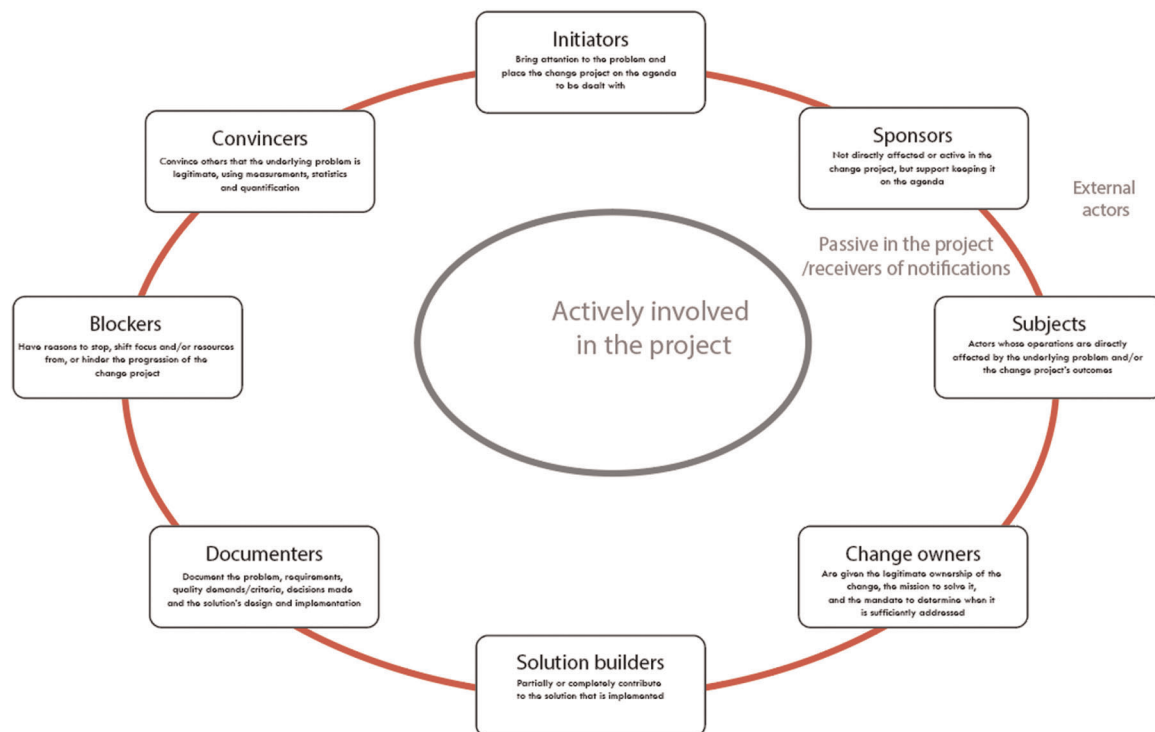 Initiators
Bring attention to the problem and
place the change project on the agenda
to be dealt with
Convincers
Convince others that the underlying problem is
legitimate, using measurements, statistics
and quantification
Sponsors
Not directly affected or active in the
change project, but support keeping it
on the agenda
External
actors
Passive in the project
/receivers of notifications
Actively involved
in the project
Blockers
Have reasons to stop, shift focus and/or resources
from, or hinder the progression of the
change project
Subjects
Actors whose operations are directly
affected by the underlying problem and/or
the change project's outcomes
Documenters
Document the problem, requirements,
quality demands/criteria, decisions made
and the solution's design and implementation
Change owners
Are given the legitimate ownership of the
change, the mission to solve it,
and the mandate to determine when it
is sufficiently addressed
Solution builders
Partially or completely contribute
to the solution that is implemented